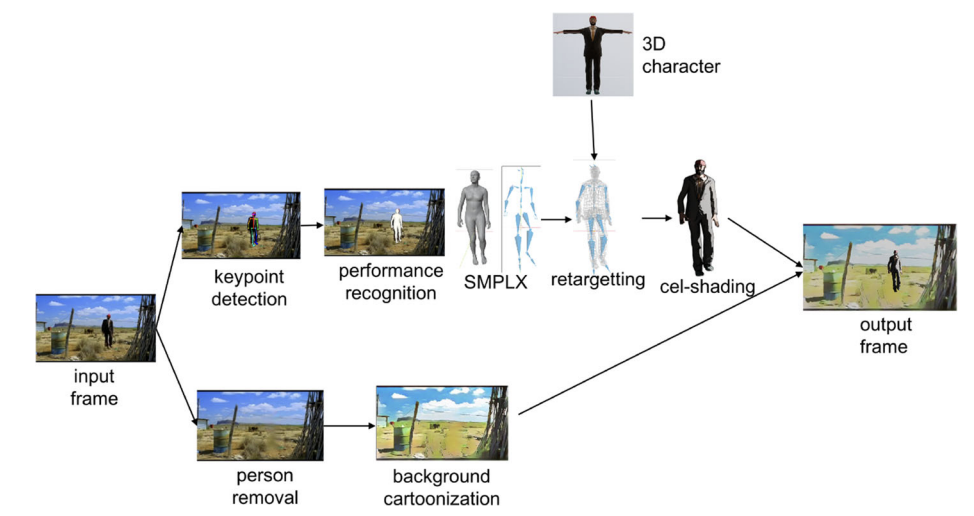 3D
character
keypoint
detection
performance
recognition
SMPLX
retargetting
cel-shading
input
frame
output
frame
person
removal
background
cartoonization